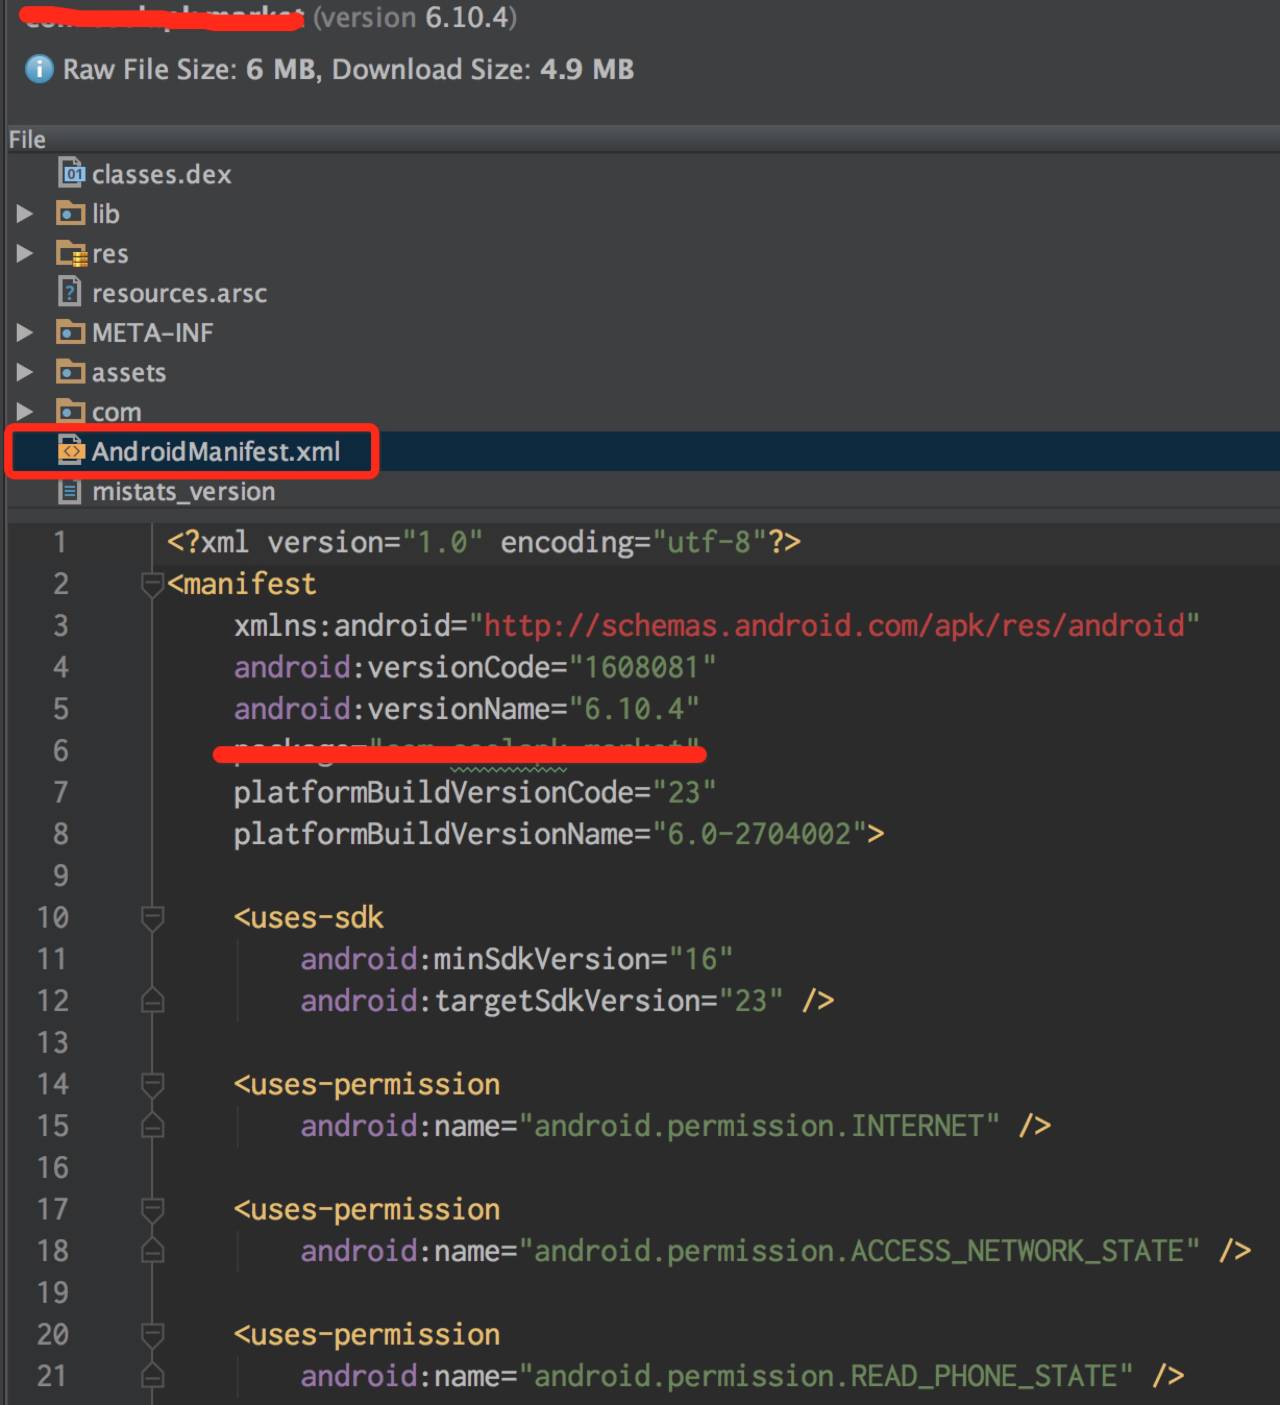 (version 6.10.4)
Raw File Size: 6 MB, Download Size: 4.9 MB
File
classes.dex
lib
res
resources.arsc
META-INF
assets
com
AndroidManifest.xml
mistats_version
1 <?xml version="1.0" encoding="utf-8"?>
2 <manifest
3 xmlns:android="http://schemas.android.com/apk/res/android"
4 android:versionCode="1608081"
5 android:versionName="6.10.4"
6
7 platformBuildVersionCode="23"
8 platformBuildVersionName="6.0-2704002">
9
10 <uses-sdk
11 android:minSdkVersion="16"
12 android:targetSdkVersion="23" />
13
14 <uses-permission
15 android:name="android.permission.INTERNET" />
16
17 <uses-permission
18 android:name="android.permission.ACCESS_NETWORK_STATE" />
19
20 <uses-permission
21 android:name="android.permission.READ_PHONE_STATE" />